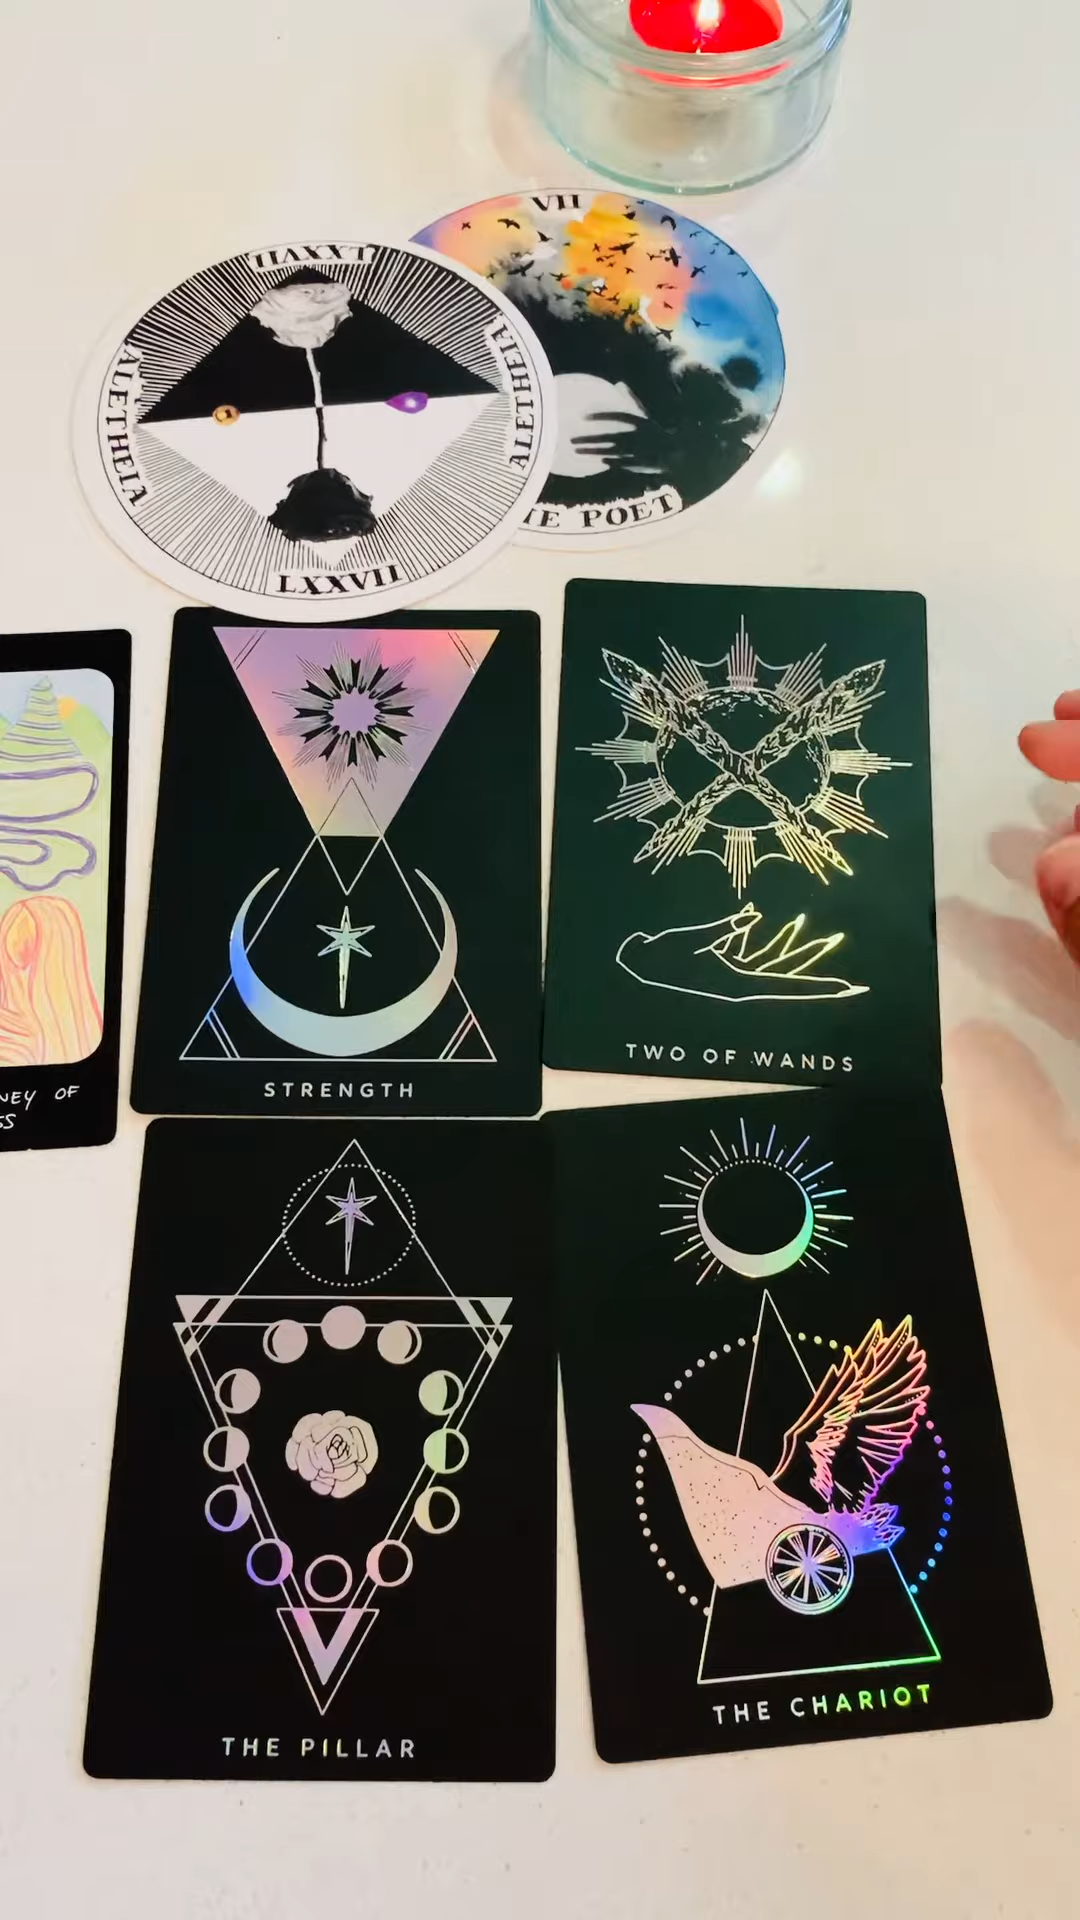 VII
LXXVII
ALETHEIA
ALETHEIA
POET
LXXVII
STRENGTH
TWO OF WANDS
OF
THE PILLAR
THE CHARIOT